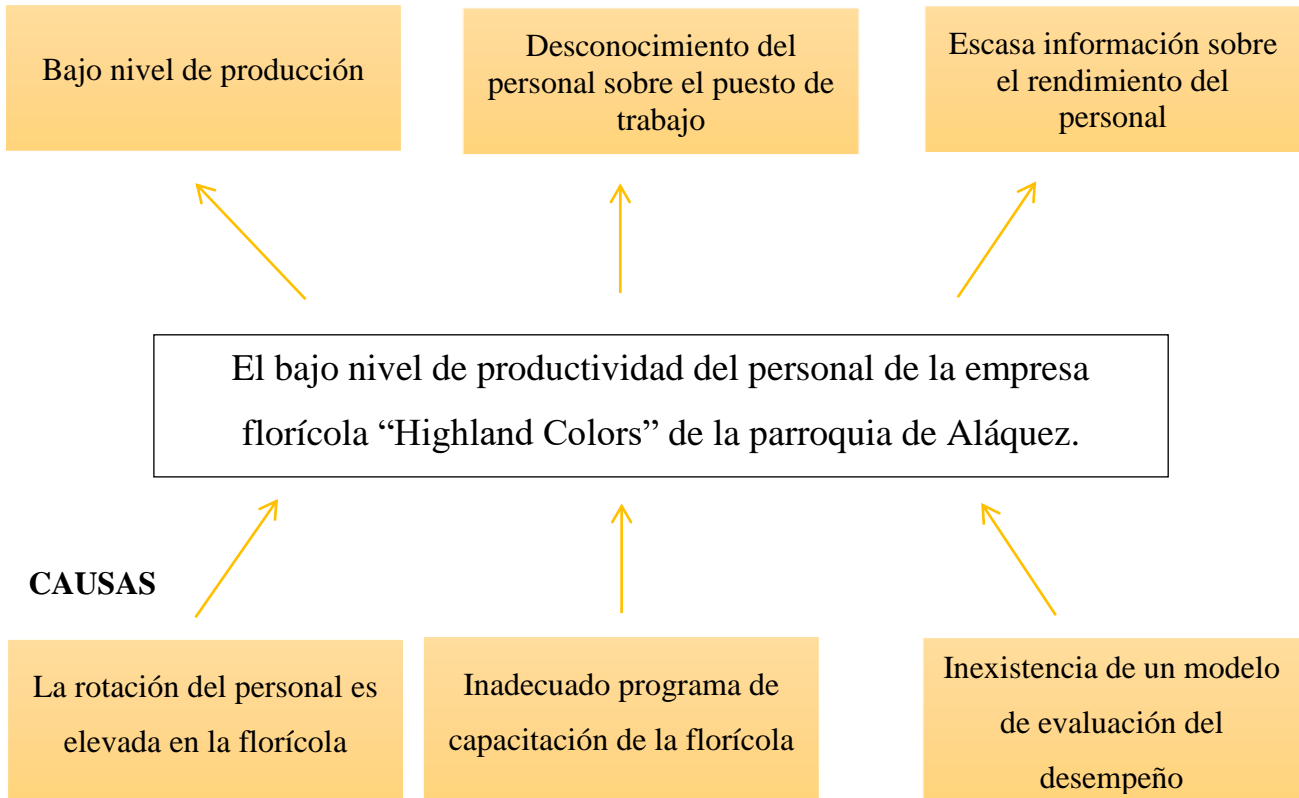 Bajo nivel de producción
Desconocimiento del
personal sobre el puesto de
trabajo
Escasa información sobre
el rendimiento del
personal
El bajo nivel de productividad del personal de la empresa
florícola “Highland Colors” de la parroquia de Aláquez.
CAUSAS
La rotación del personal es
elevada en la florícola
Inadecuado programa de
capacitación de la florícola
Inexistencia de un modelo
de evaluación del
desempeño